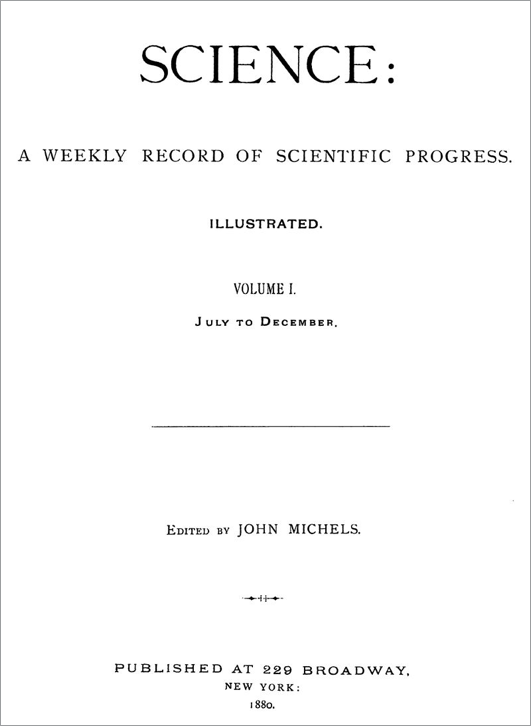 SCIENCE:
A WEEKLY RECORD OF SCIENTIFIC PROGRESS.
ILLUSTRATED.
VOLUME I.
JULY TO DECEMBER.
EDITED BY JOHN MICHELS.
PUBLISHED AT 229 BROADWAY,
NEW YORK:
1880.